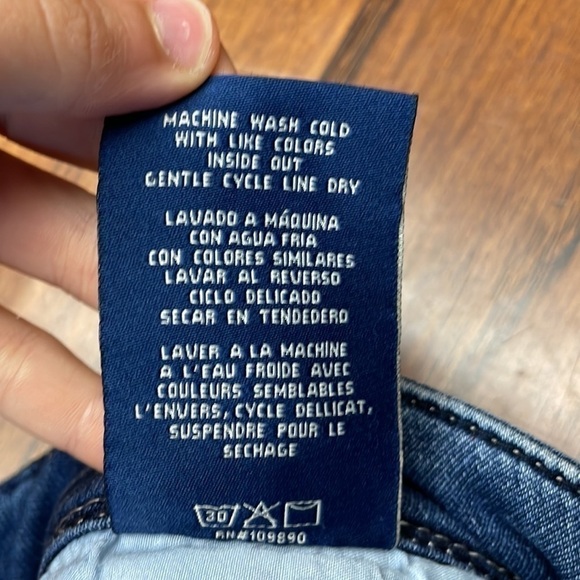 MACHINE WASH COLD
WITH LIKE COLORS
INSIDE OUT
GENTLE CYCLE LINE DRY
LAVADO A MÁQUINA
CON AGUA FRIA
CON COLORES SIMILARES
LAVAR AL REVERSO
CICLO DELICADO
SECAR EN TENDEDERO
LAVER A LA MACHINE
A L'EAU FROIDE AVEC
COULEURS SEMBLABLES
L'ENVERS, CYCLE DELLICAT,
SUSPENDRE POUR LE
SECHAGE
30
RN#109890